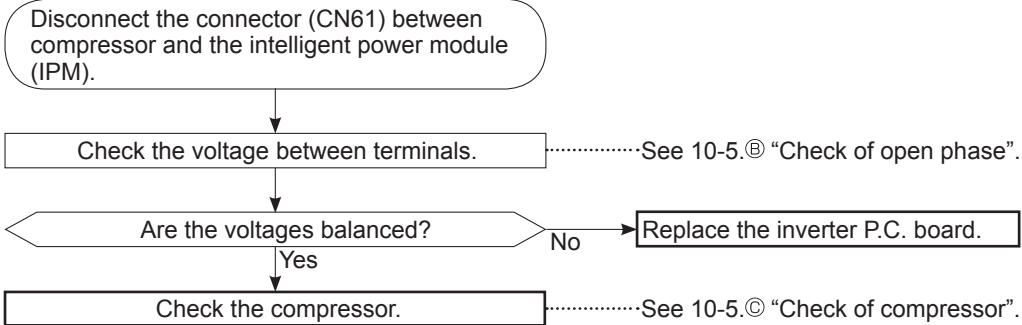 Disconnect the connector (CN61) between
compressor and the intelligent power module
(IPM).
Check the voltage between terminals.
See 10-5.Ⓑ “Check of open phase”.
Are the voltages balanced?
No
Replace the inverter P.C. board.
Yes
Check the compressor.
See 10-5.Ⓒ “Check of compressor”.